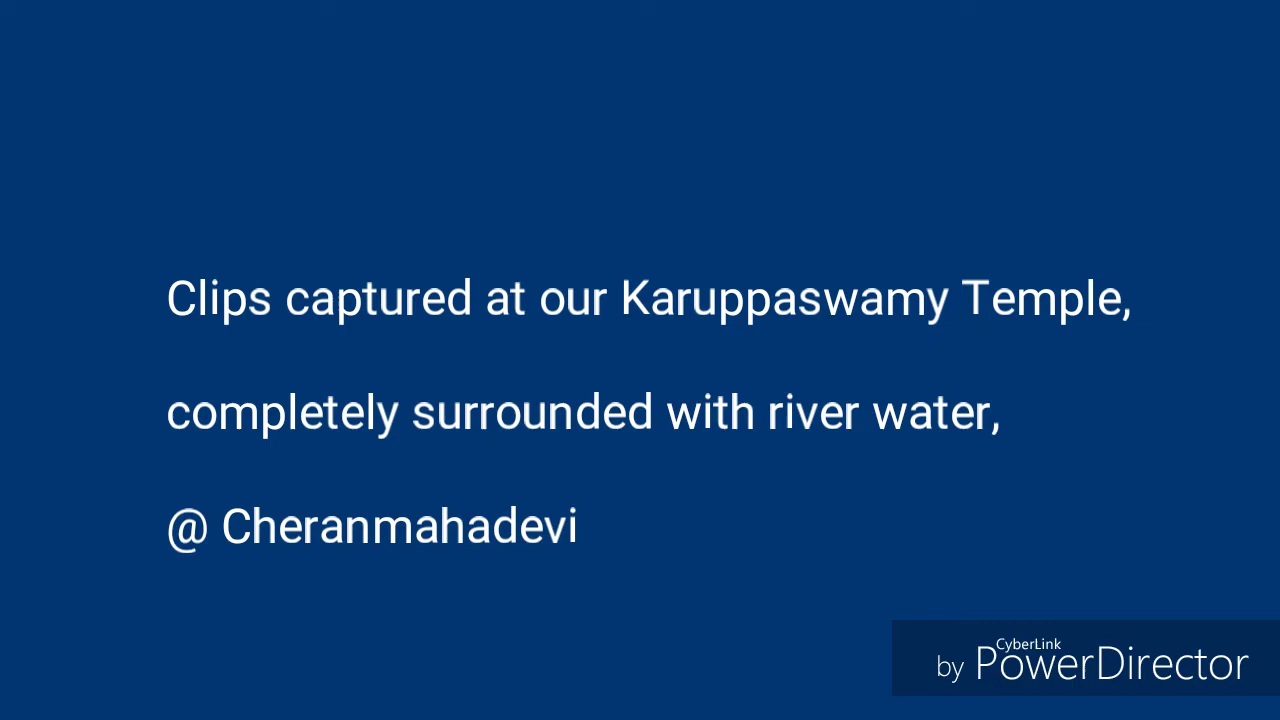 Clips captured at our Karuppaswamy Temple,
completely surrounded with river water,
@ Cheranmahadevi
CyberLink
by PowerDirector